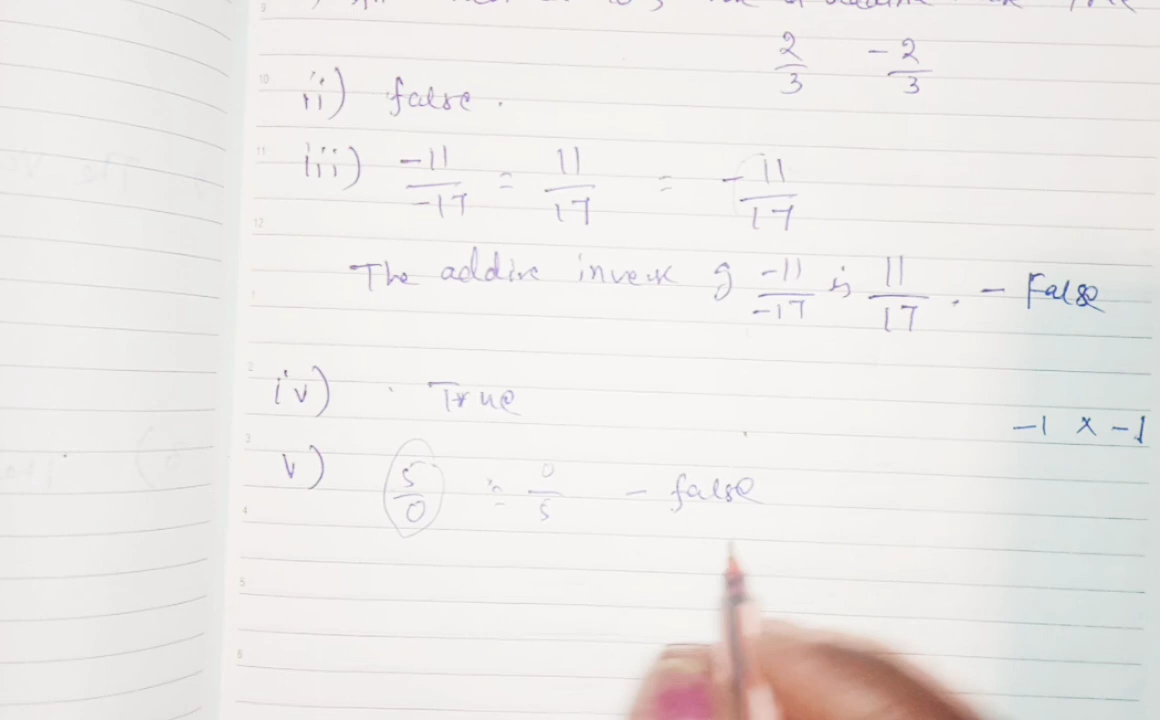 2/3 -2/3
ii) false.
iii) -11/-17 = 11/17 = -11/17
The addive inverk of -11/-17 is 11/17. - False
iv) True
-1 x -1
v) 5/0 = 0/5 - false